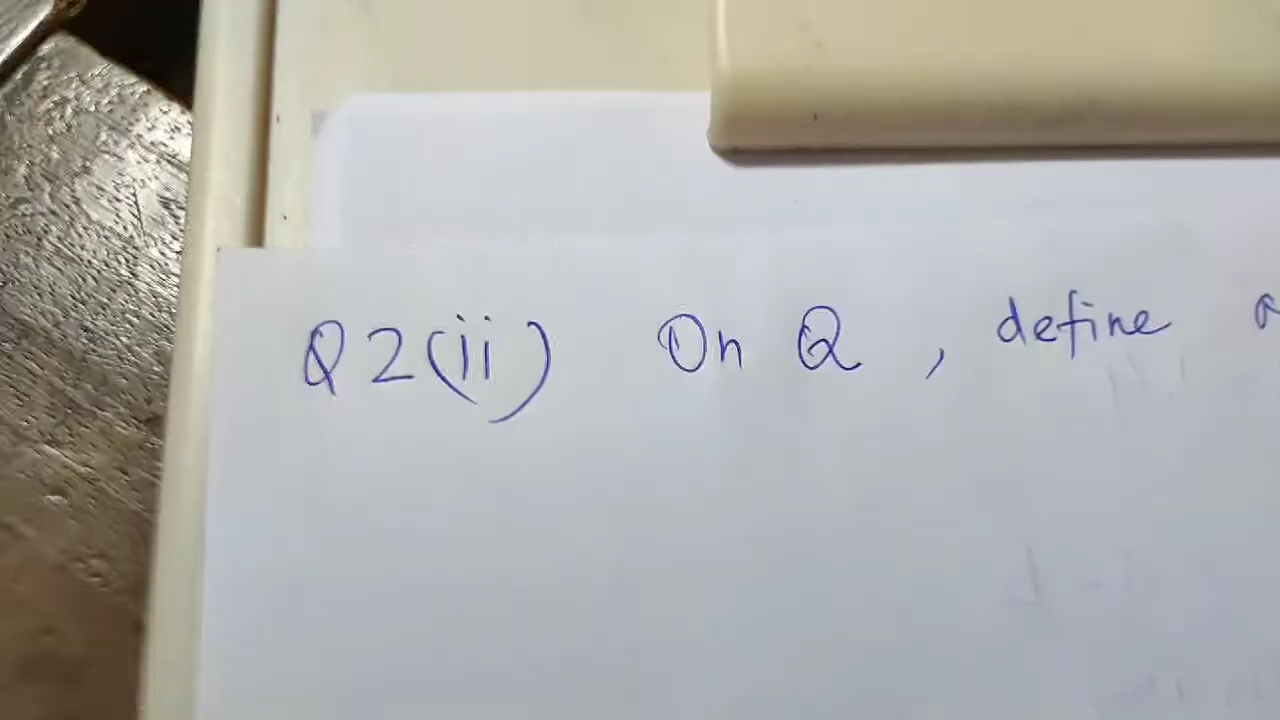 Q2(ii) On Q, define